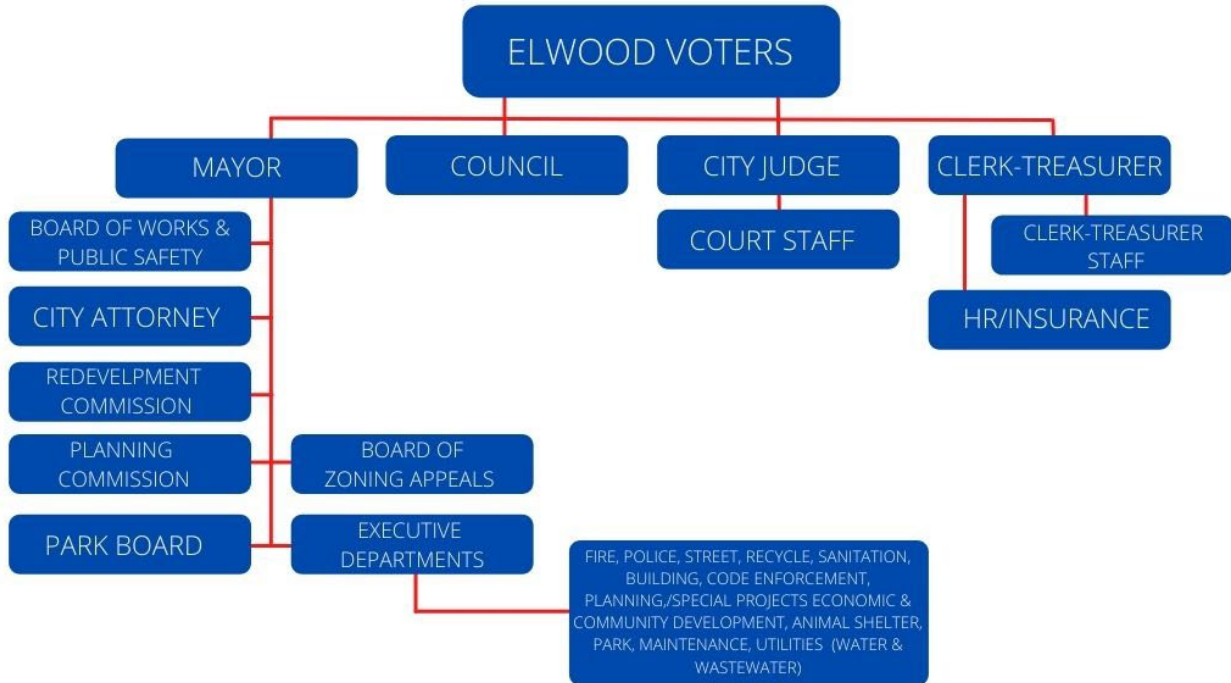 ELWOOD VOTERS
MAYOR
COUNCIL
CITY JUDGE
CLERK-TREASURER
BOARD OF WORKS &
PUBLIC SAFETY
COURT STAFF
CLERK-TREASURER
STAFF
CITY ATTORNEY
HR/INSURANCE
REDEVELPMENT
COMMISSION
PLANNING
COMMISSION
BOARD OF
ZONING APPEALS
PARK BOARD
EXECUTIVE
DEPARTMENTS
FIRE, POLICE, STREET, RECYCLE, SANITATION,
BUILDING, CODE ENFORCEMENT,
PLANNING,/SPECIAL PROJECTS ECONOMIC &
COMMUNITY DEVELOPMENT, ANIMAL SHELTER,
PARK, MAINTENANCE, UTILITIES (WATER &
WASTEWATER)